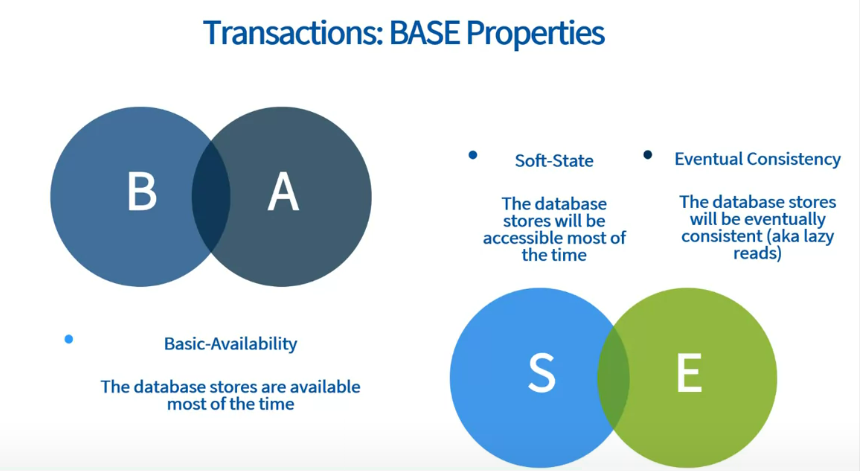 Transactions: BASE Properties
B
A
Basic-Availability
The database stores are available
most of the time
Soft-State
The database
stores will be
accessible most of
the time
Eventual Consistency
The database stores
will be eventually
consistent (aka lazy
reads)
S
E